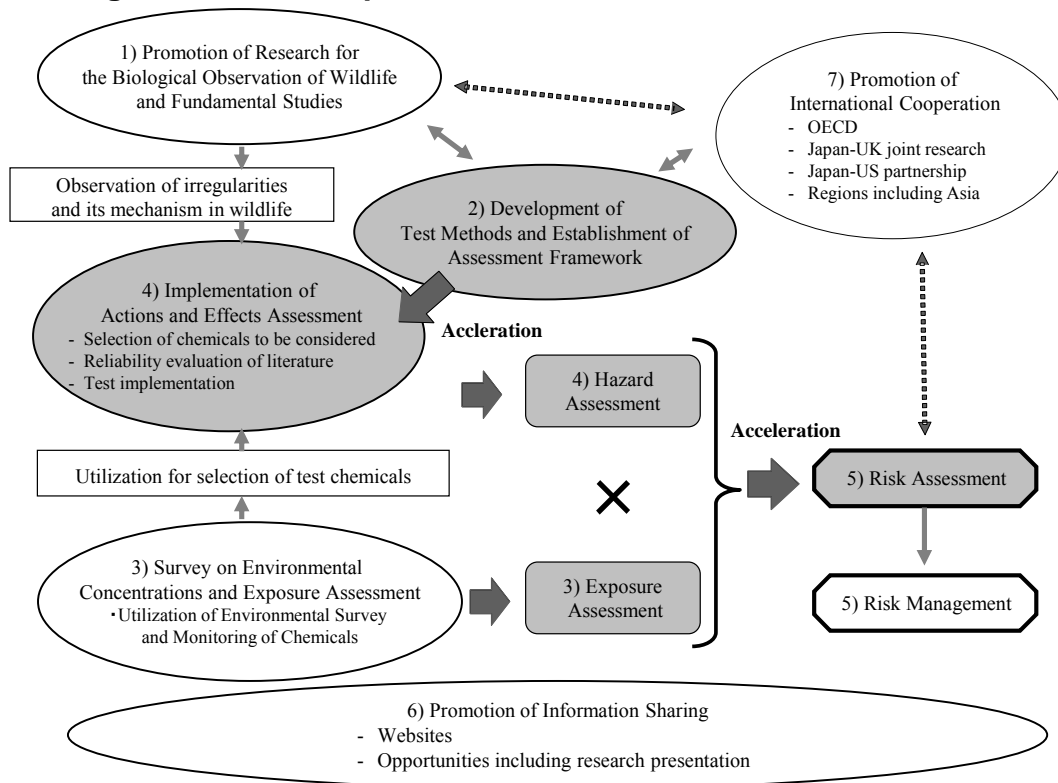 1) Promotion of Research for
the Biological Observation of Wildlife
and Fundamental Studies
7) Promotion of
International Cooperation
- OECD
- Japan-UK joint research
- Japan-US partnership
- Regions including Asia
Observation of irregularities
and its mechanism in wildlife
2) Development of
Test Methods and Establishment of
Assessment Framework
4) Implementation of
Actions and Effects Assessment
- Selection of chemicals to be considered
- Reliability evaluation of literature
- Test implementation
Accleration
4) Hazard
Assessment
Acceleration
Utilization for selection of test chemicals
×
5) Risk Assessment
3) Survey on Environmental
Concentrations and Exposure Assessment
・Utilization of Environmental Survey
and Monitoring of Chemicals
3) Exposure
Assessment
5) Risk Management
6) Promotion of Information Sharing
- Websites
- Opportunities including research presentation